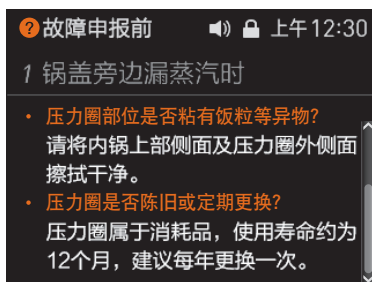 ?故障申报前 上午12:30
1 锅盖旁边漏蒸汽时
• 压力圈部位是否粘有饭粒等异物?
请将内锅上部侧面及压力圈外侧面
擦拭干净。
• 压力圈是否陈旧或定期更换?
压力圈属于消耗品，使用寿命约为
12个月，建议每年更换一次。